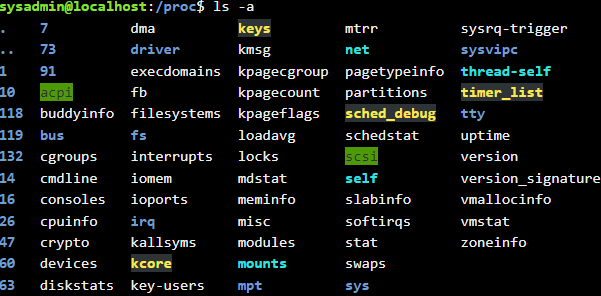 sysadmin@localhost:/proc$ ls -a
. 7 dma keys mtrr sysrq-trigger
.. 73 driver kmsg net sysvipc
1 91 execdomains kpagecgroup pagetypeinfo thread-self
10 acpi fb kpagecount partitions timer_list
118 buddyinfo filesystems kpageflags sched_debug tty
119 bus fs loadavg schedstat uptime
132 cgroups interrupts locks scsi version
14 cmdline iomem mdstat self version_signature
16 consoles ioports meminfo slabinfo vmallocinfo
26 cpuinfo irq misc softirqs vmstat
47 crypto kallsyms modules stat zoneinfo
60 devices kcore mounts swaps
63 diskstats key-users mpt sys